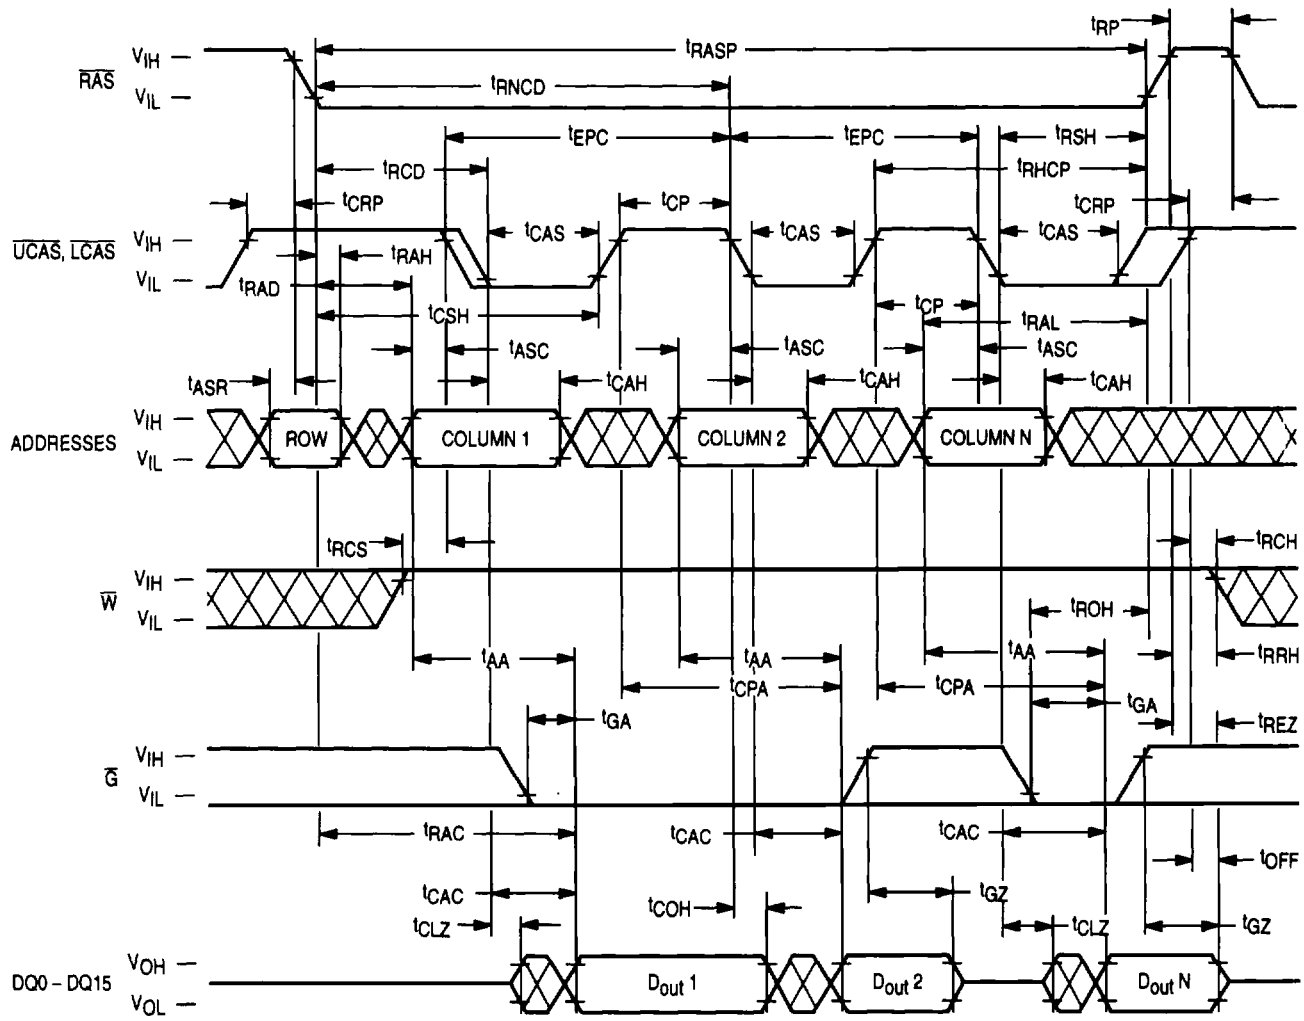 tRP
VIH
tRASP
RAS
tRNCD
VIL
tEPC tEPC tRSH
tRCD tRHCP
tCRP tCP tCRP
UCAS, LCAS VIH tCAS tCAS tCAS
tRAH
VIL tRAD
tCSH tCP
tRAL
tASC tASC tASC
tASR tCAH tCAH tCAH
VIH
ADDRESSES ROW COLUMN 1 COLUMN 2 COLUMN N
VIL
tRCS tRCH
VIH
W
VIL tROH
tAA tAA tAA tRRH
tCPA tCPA
tGA tGA
tREZ
VIH
G
VIL
tRAC tCAC tCAC
tOFF
tCAC tCOH tGZ
tCLZ tCLZ tGZ
VOH
DQ0 – DQ15 Dout 1 Dout 2 Dout N
VOL